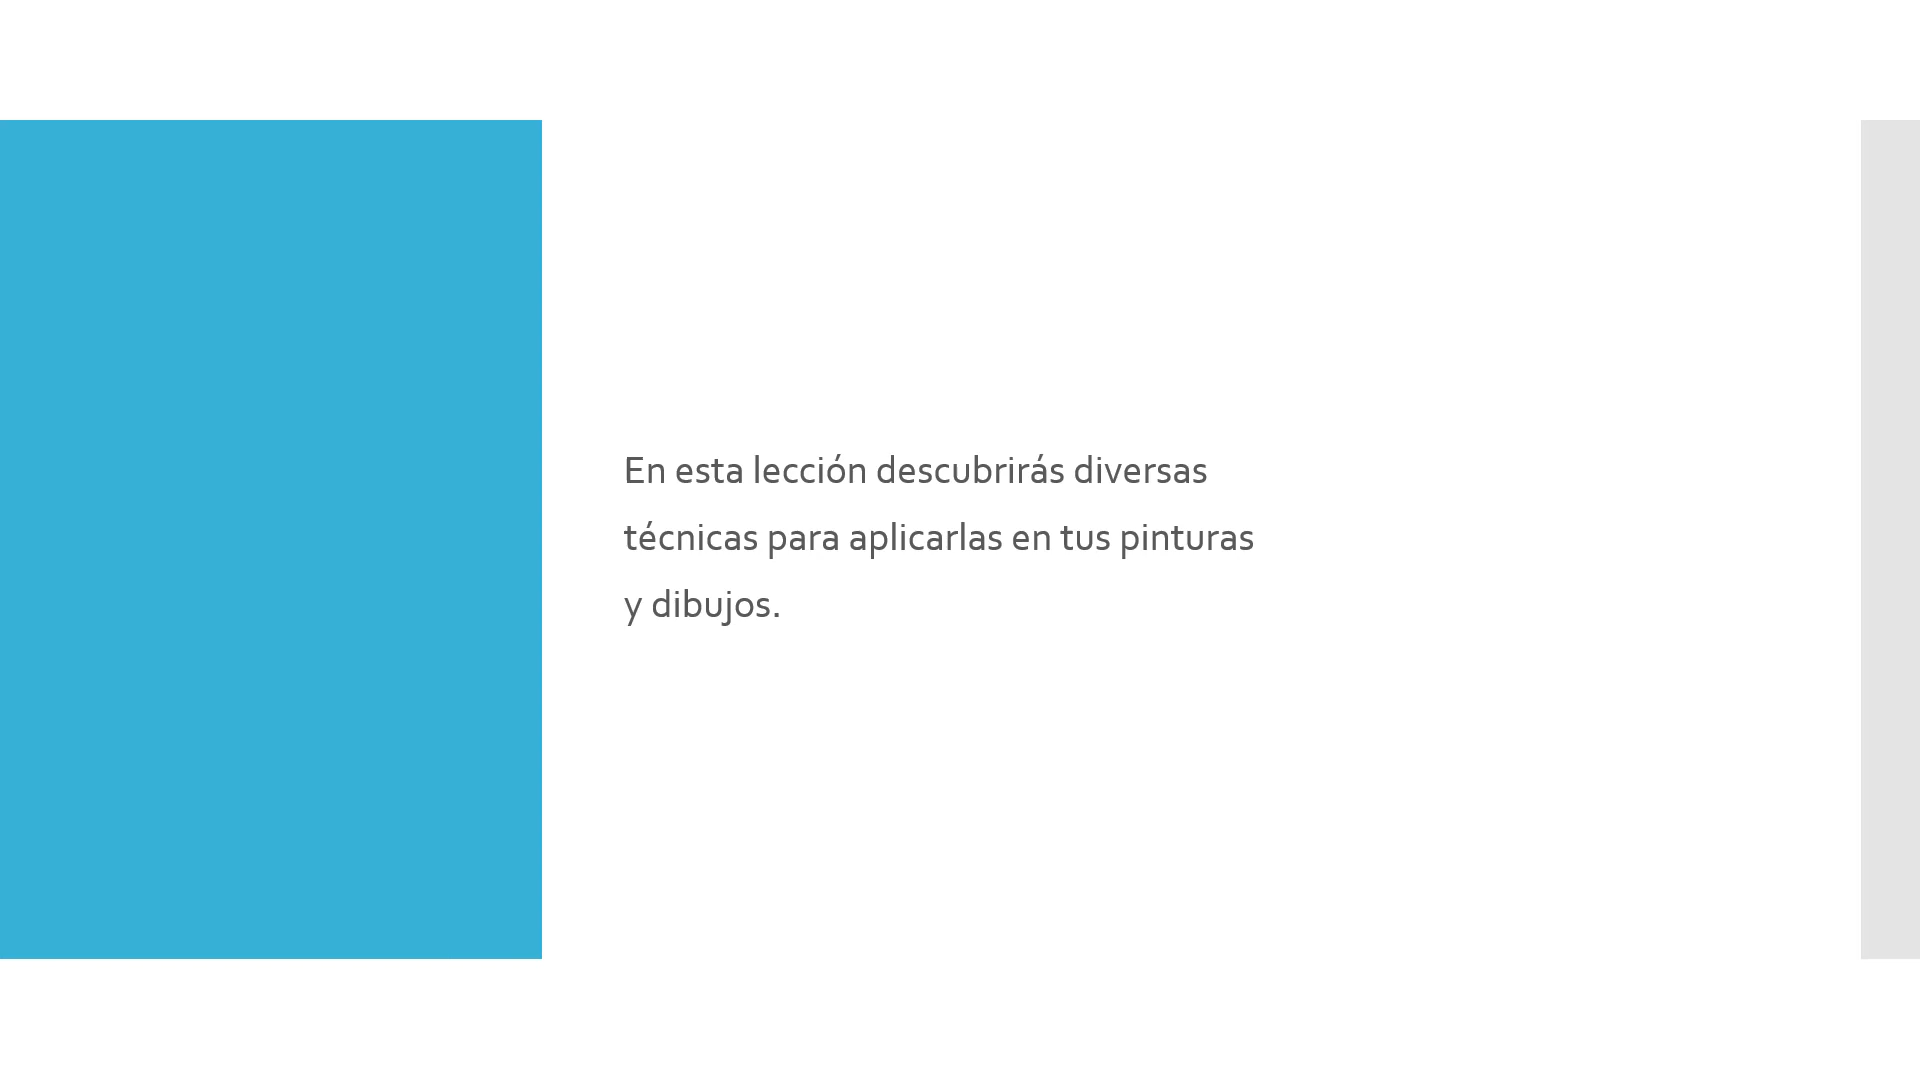 En esta lección descubrirás diversas
técnicas para aplicarlas en tus pinturas
y dibujos.